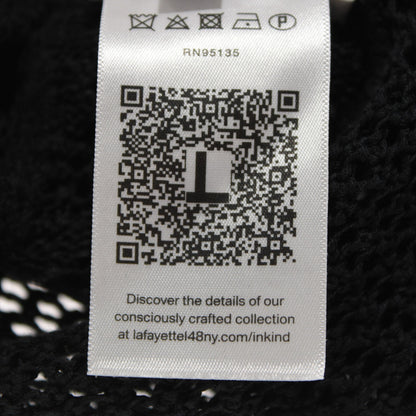 P
RN95135
L
Discover the details of our
consciously crafted collection
at lafayette148ny.com/inkind